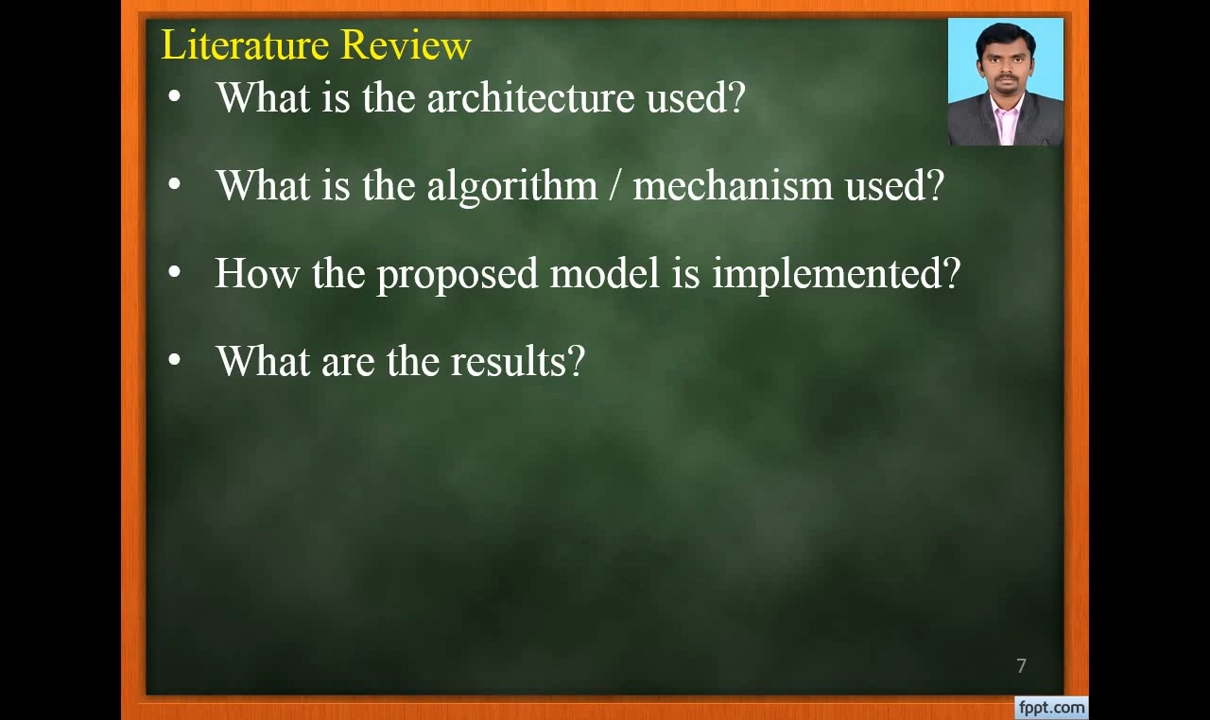 Literature Review
• What is the architecture used?
• What is the algorithm / mechanism used?
• How the proposed model is implemented?
• What are the results?
7
fppt.com